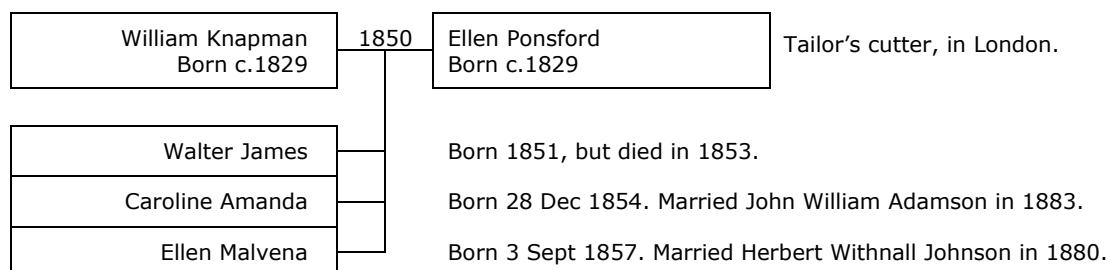 William Knapman 1850 Ellen Ponsford Tailor’s cutter, in London.
Born c.1829 Born c.1829
Walter James Born 1851, but died in 1853.
Caroline Amanda Born 28 Dec 1854. Married John William Adamson in 1883.
Ellen Malvena Born 3 Sept 1857. Married Herbert Withnall Johnson in 1880.